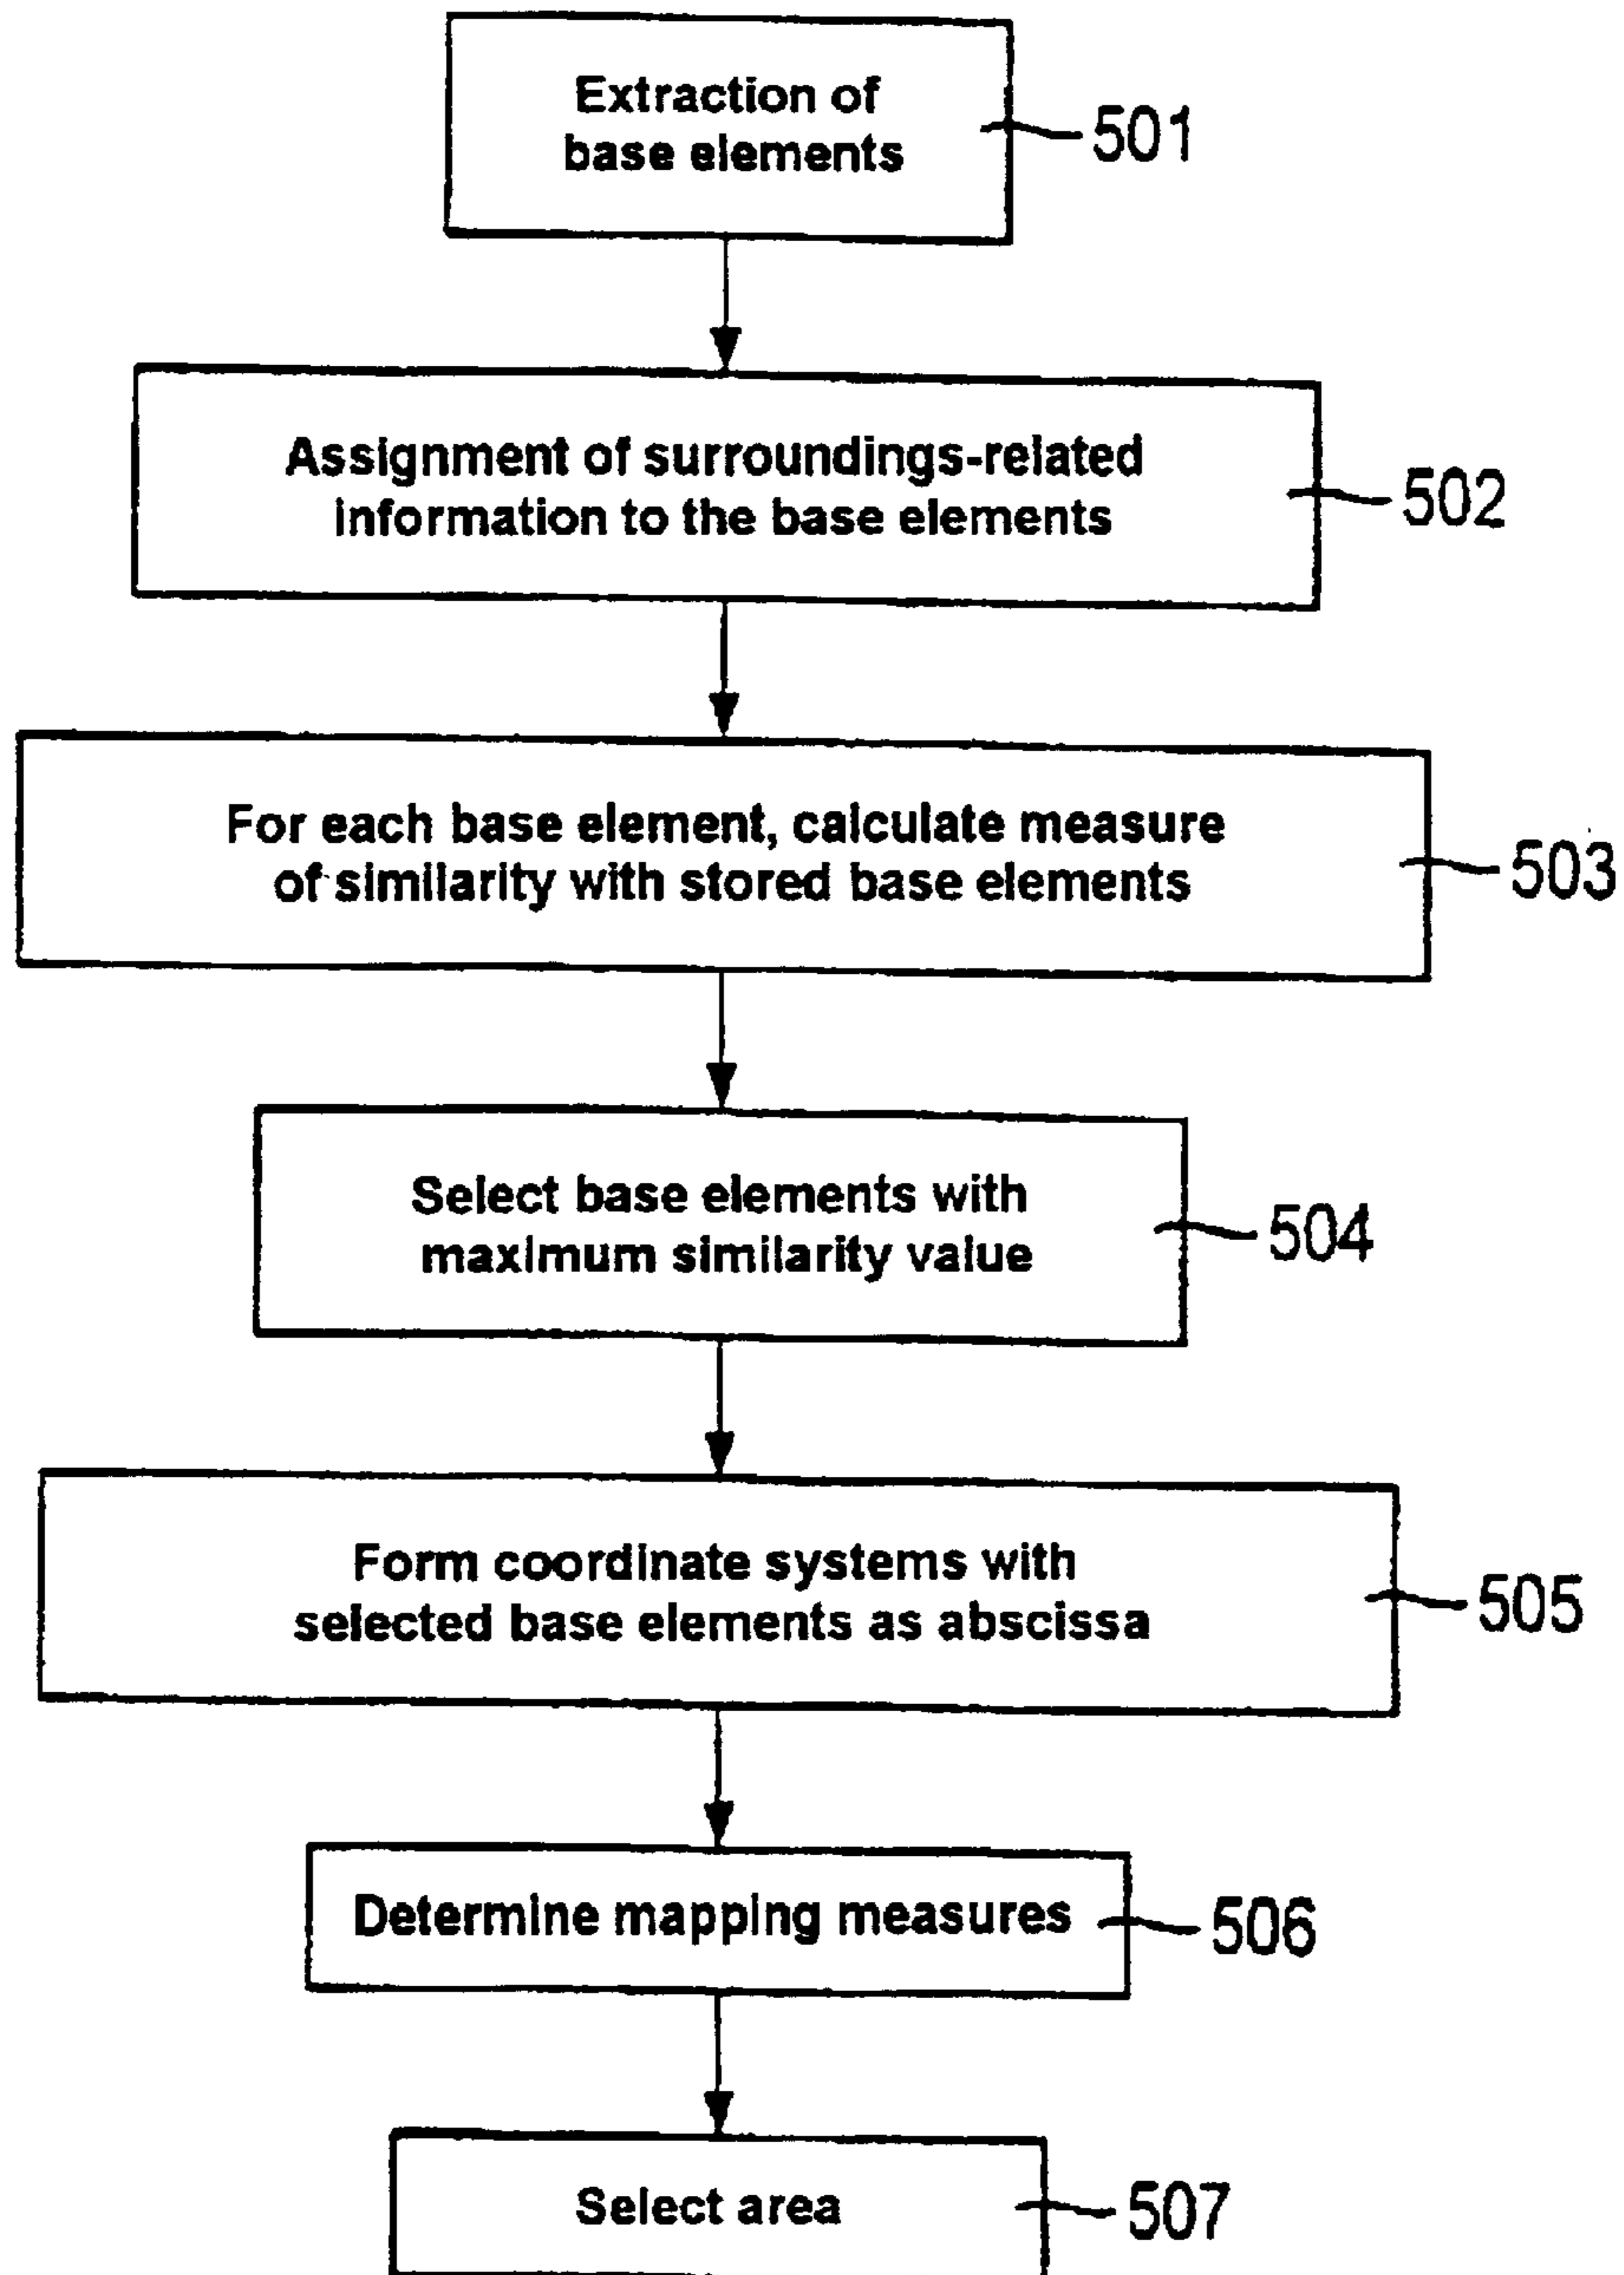 Extraction of
base elements
501
Assignment of surroundings-related
information to the base elements
502
For each base element, calculate measure
of similarity with stored base elements
503
Select base elements with
maximum similarity value
504
Form coordinate systems with
selected base elements as abscissa
505
Determine mapping measures
506
Select area
507